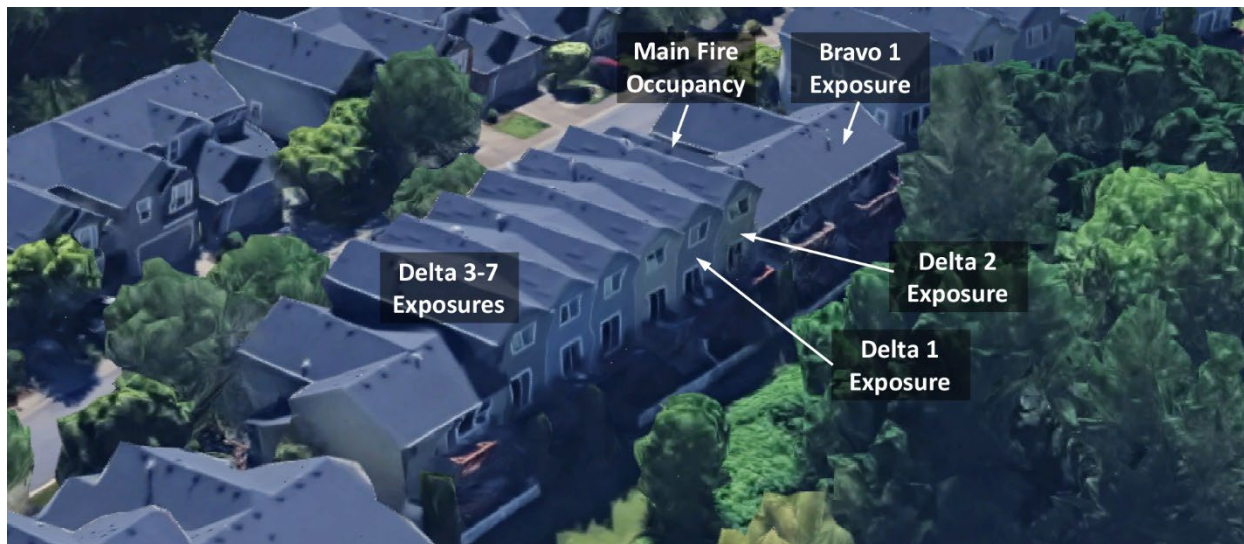 Main Fire
Occupancy
Bravo 1
Exposure
Delta 3-7
Exposures
Delta 2
Exposure
Delta 1
Exposure